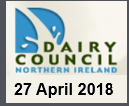 DAIRY
COUNCIL
NORTHERN IRELAND
27 April 2018